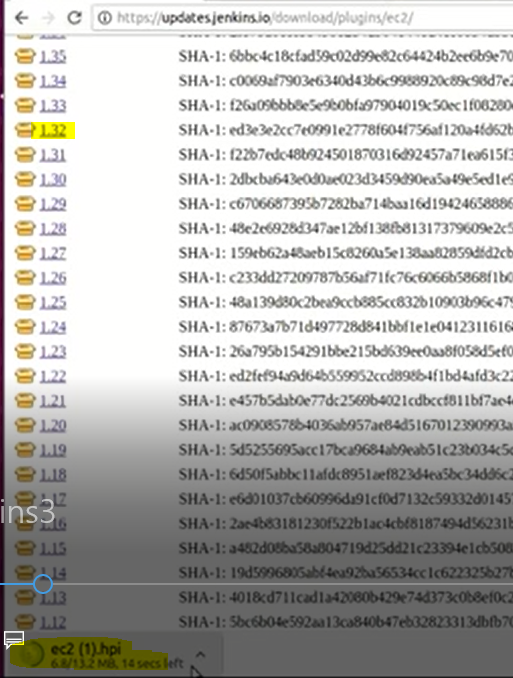 https://updates.jenkins.io/download/plugins/ec2/
1.35 SHA-1: 6bbc4c18cfad59c02d99e82c64424b2ee6b9e70
1.34 SHA-1: c0069af7903e6340d43b6c9988920c89c98d7e2
1.33 SHA-1: f26a09bbb8e5e9b0bfa97904019c50ec1f08280
1.32 SHA-1: ed3e3e2cc7e0991e2778f604f756af120a4fd62b
1.31 SHA-1: f22b7edc48b924501870316d92457a71ea615f3
1.30 SHA-1: 2dbcba643e0d0ae023d3459d90ea5a49e5ed1e9
1.29 SHA-1: c6706687395b7282ba714baa16d19424658886
1.28 SHA-1: 48e2e6928d347ae12bf138fb81317379609e2c5
1.27 SHA-1: 159eb62a48aeb15c8260a5e138aa82859dfd2cb
1.26 SHA-1: c233dd27209787b56af71fc76c6066b5868f1b0
1.25 SHA-1: 48a139d80c2bea9ccb885cc832b10903b96c479
1.24 SHA-1: 87673a7b71d497728d841bbf1e1e0412311616
1.23 SHA-1: 26a795b154291bbe215bd639ee0aa8f058d5ef0
1.22 SHA-1: ed2fef94a9d64b559952ccd898b4f1bd4afd3c22
1.21 SHA-1: e457b5dab0e77dc2569b4021cdbccf811bf7ae4
1.20 SHA-1: ac0908578b4036ab957ae84d5167012390993a
1.19 SHA-1: 5d5255695acc17bca9684ab9eab51c23b034c5
1.18 SHA-1: 6d50f5abbc11afdc8951aef823d4ea5bc34dd6c2
1.17 SHA-1: e6d01037cb60996da91cf0d7132c59332d0145
ins3
1.16 SHA-1: 2ae4b83181230f522b1ac4cbf8187494d56231b
1.15 SHA-1: a482d08ba58a804719d25dd21c23394e1cb508
1.14 SHA-1: 19d5996805abf4ea92ba56534cc1c622325b27
1.13 SHA-1: 4018cd711cad1a42080b429e74d373c0b8ef0c2
1.12 SHA-1: 5bc6b04e592aa13ca840b47eb32823313dbfb70
ec2 (1).hpi
6.8/13.2 MB, 14 secs left